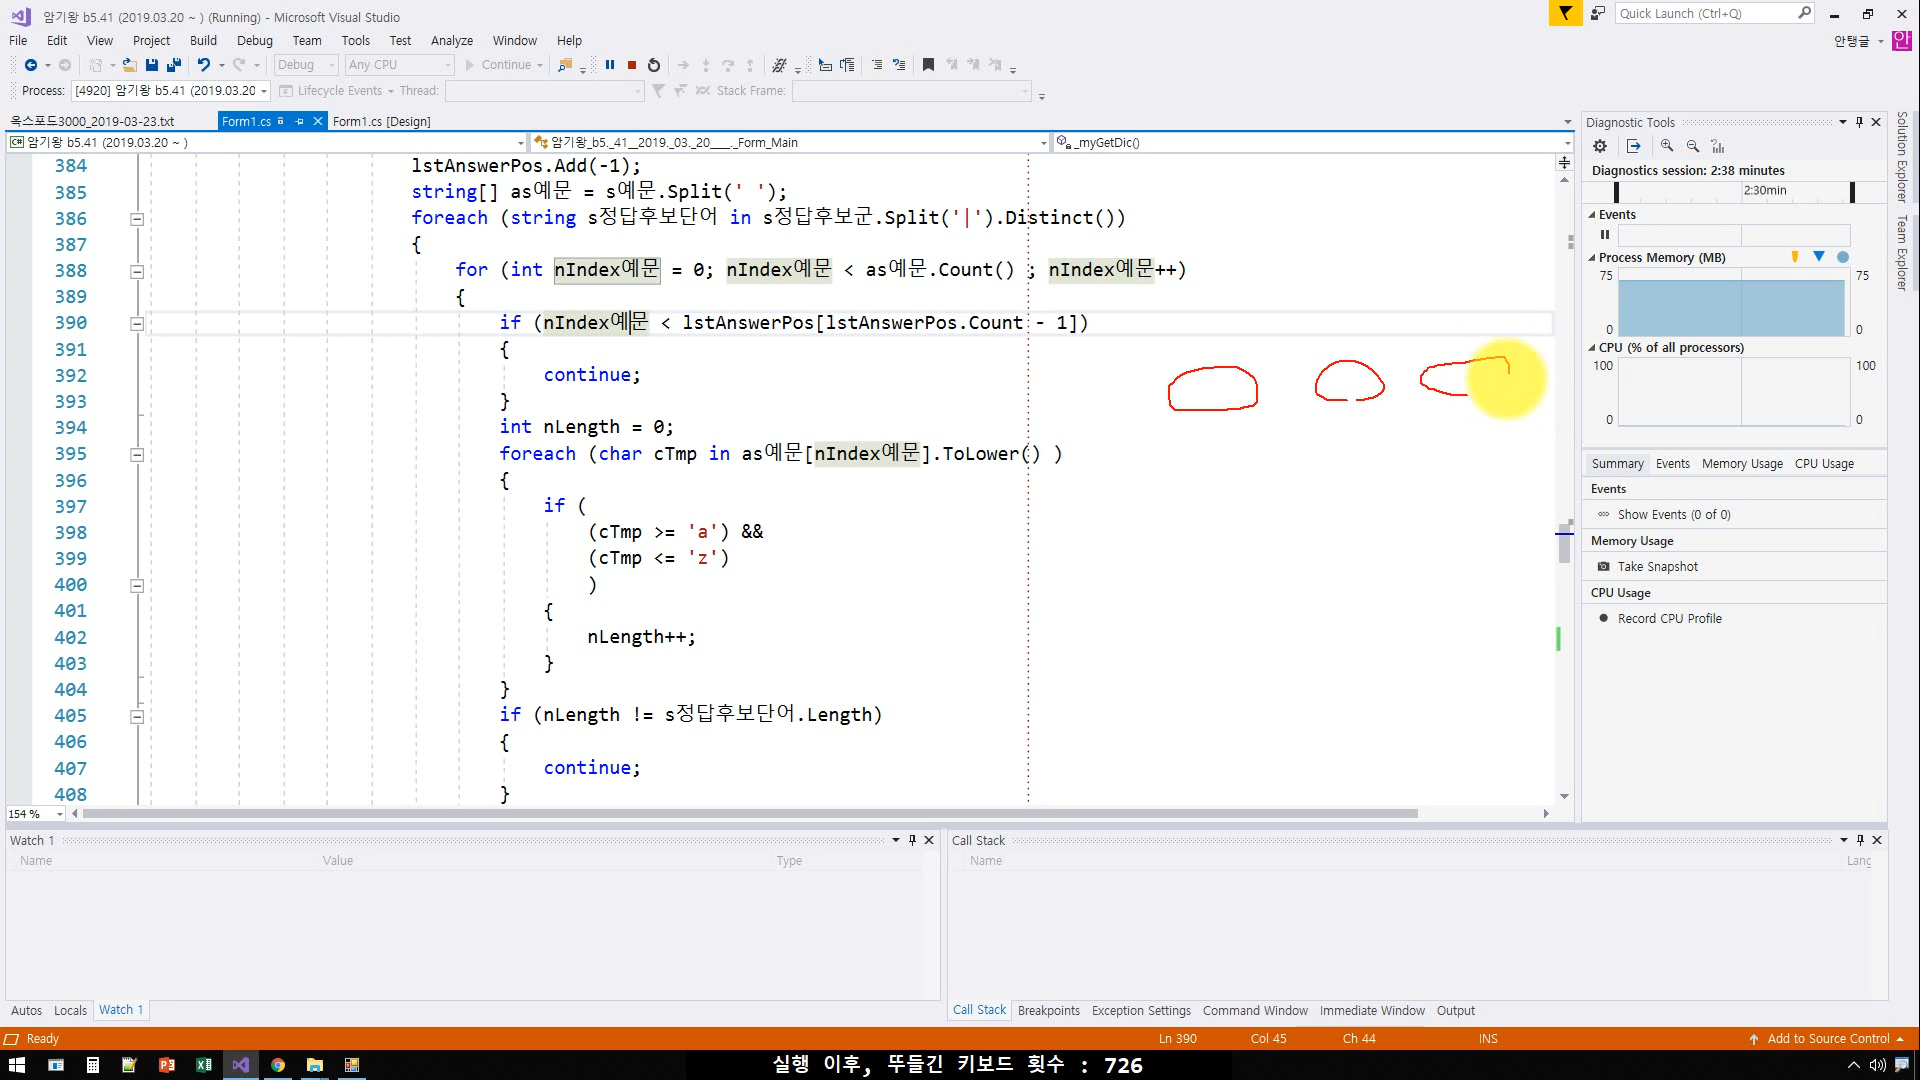 암기왕 b5.41 (2019.03.20 ~ ) (Running) - Microsoft Visual Studio
Quick Launch (Ctrl+Q)
File Edit View Project Build Debug Team Tools Test Analyze Window Help
안탱글 안
Debug Any CPU Continue
Process: [4920] 암기왕 b5.41 (2019.03.20 Lifecycle Events Thread: Stack Frame:
옥스포드3000_2019-03-23.txt Form1.cs Form1.cs [Design]
암기왕 b5.41 (2019.03.20 ~ ) 암기왕_b5._41__2019._03._20____._Form_Main _myGetDic()
384 lstAnswerPos.Add(-1);
385 string[] as예문 = s예문.Split(' ');
386 foreach (string s정답후보단어 in s정답후보군.Split('|').Distinct())
387 {
388 for (int nIndex예문 = 0; nIndex예문 < as예문.Count() ; nIndex예문++)
389 {
390 if (nIndex예문 < lstAnswerPos[lstAnswerPos.Count - 1])
391 {
392 continue;
393 }
394 int nLength = 0;
395 foreach (char cTmp in as예문[nIndex예문].ToLower() )
396 {
397 if (
398 (cTmp >= 'a') &&
399 (cTmp <= 'z')
400 )
401 {
402 nLength++;
403 }
404 }
405 if (nLength != s정답후보단어.Length)
406 {
407 continue;
408 }
154 %
Diagnostic Tools
Diagnostics session: 2:38 minutes
2:30min
Events
Process Memory (MB)
75 75
0 0
CPU (% of all processors)
100 100
0 0
Summary Events Memory Usage CPU Usage
Events
Show Events (0 of 0)
Memory Usage
Take Snapshot
CPU Usage
Record CPU Profile
Solution Explorer
Team Explorer
Watch 1
Name Value Type
Autos Locals Watch 1
Call Stack
Name Lang
Call Stack Breakpoints Exception Settings Command Window Immediate Window Output
Ready Ln 390 Col 45 Ch 44 INS Add to Source Control
실행 이후, 뚜들긴 키보드 횟수 : 726